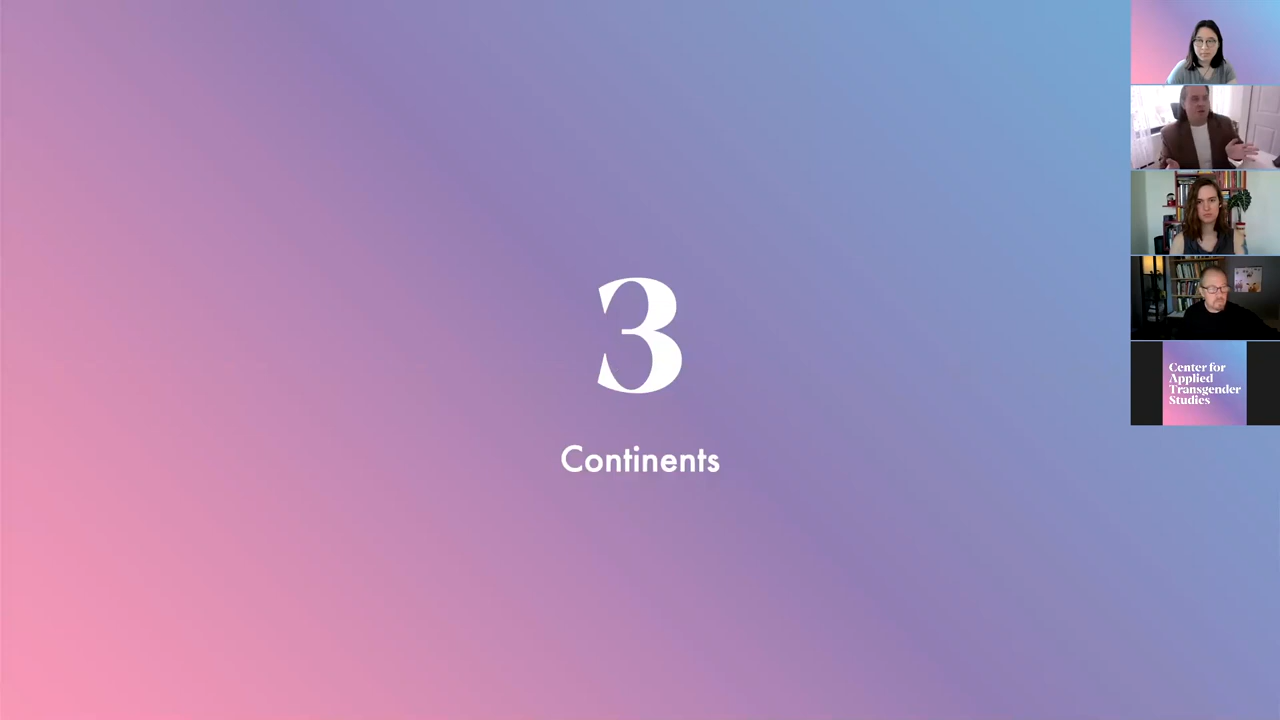 3
Continents
Center for
Applied
Transgender
Studies